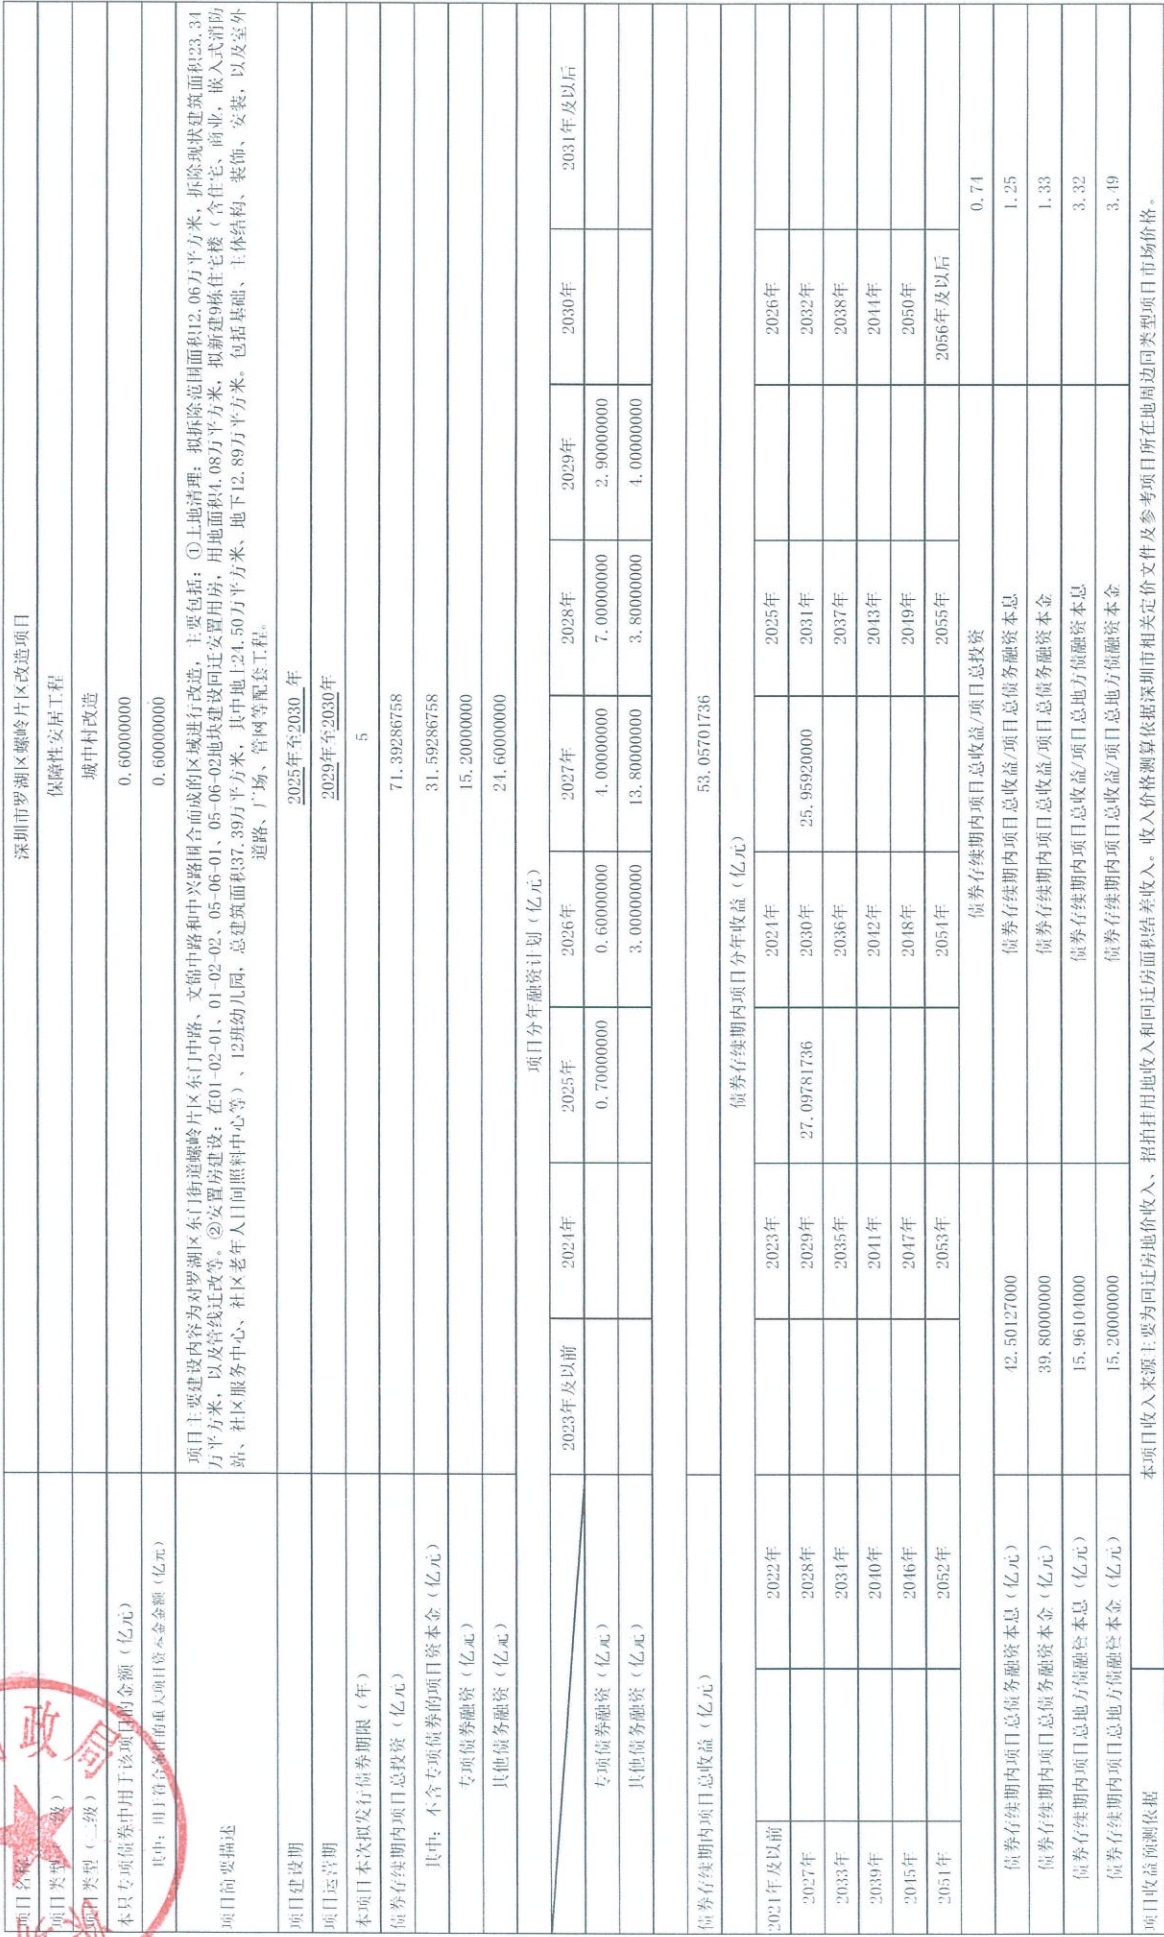 项目名称 深圳市罗湖区螺岭片区改造项目
项目类型（一级） 保障性安居工程
项目类型（二级） 城中村改造
本只专项债券中用于该项目的金额（亿元） 0.60000000
其中：用于符合条件的重大项目资本金金额（亿元） 0.60000000
项目简要描述
项目主要建设内容为对罗湖区东门街道螺岭片区东门中路、文锦中路和中兴路围合而成的区域进行改造，主要包括：①土地清理：拟拆除范围面积12.06万平方米，拆除现状建筑面积23.34
万平方米，以及管线迁改等。②安置房建设：在01-02-01、01-02-02、05-06-01、05-06-02地块建设回迁安置用房，用地面积4.08万平方米，拟新建9栋住宅楼（含住宅、商业，嵌入式消防
站、社区服务中心、社区老年人日间照料中心等）、12班幼儿园，总建筑面积37.39万平方米，其中地上24.50万平方米、地下12.89万平方米。包括基础、主体结构、装饰、安装，以及室外
道路、广场、管网等配套工程。
项目建设期 2025年至2030 年
项目运营期 2029年至2030年
本项目本次拟发行债券期限（年） 5
债券存续期内项目总投资（亿元） 71.39286758
其中：不含专项债券的项目资本金（亿元） 31.59286758
专项债券融资（亿元） 15.20000000
其他债务融资（亿元） 24.60000000
项目分年融资计划（亿元）
2023年及以前 2024年 2025年 2026年 2027年 2028年 2029年 2030年 2031年及以后
专项债券融资（亿元） 0.70000000 0.60000000 4.00000000 7.00000000 2.90000000
其他债务融资（亿元） 3.00000000 13.80000000 3.80000000 4.00000000
债券存续期内项目总收益（亿元） 53.05701736
债券存续期内项目分年收益（亿元）
2021年及以前 2022年 2023年 2024年 2025年 2026年
2027年 2028年 2029年 27.09781736 2030年 25.95920000 2031年 2032年
2033年 2034年 2035年 2036年 2037年 2038年
2039年 2040年 2041年 2042年 2043年 2044年
2045年 2046年 2047年 2048年 2049年 2050年
2051年 2052年 2053年 2054年 2055年 2056年及以后
债券存续期内项目总收益/项目总投资 0.74
债券存续期内项目总债务融资本息（亿元） 42.50127000 债券存续期内项目总收益/项目总债务融资本息 1.25
债券存续期内项目总债务融资本金（亿元） 39.80000000 债券存续期内项目总收益/项目总债务融资本金 1.33
债券存续期内项目总地方债融资本息（亿元） 15.96104000 债券存续期内项目总收益/项目总地方债融资本息 3.32
债券存续期内项目总地方债融资本金（亿元） 15.20000000 债券存续期内项目总收益/项目总地方债融资本金 3.49
项目收益预测依据 本项目收入来源主要为回迁房地价收入、招拍挂用地收入和回迁房面积结差收入。收入价格测算依据深圳市相关定价文件及参考项目所在地周边同类型项目市场价格。
政局